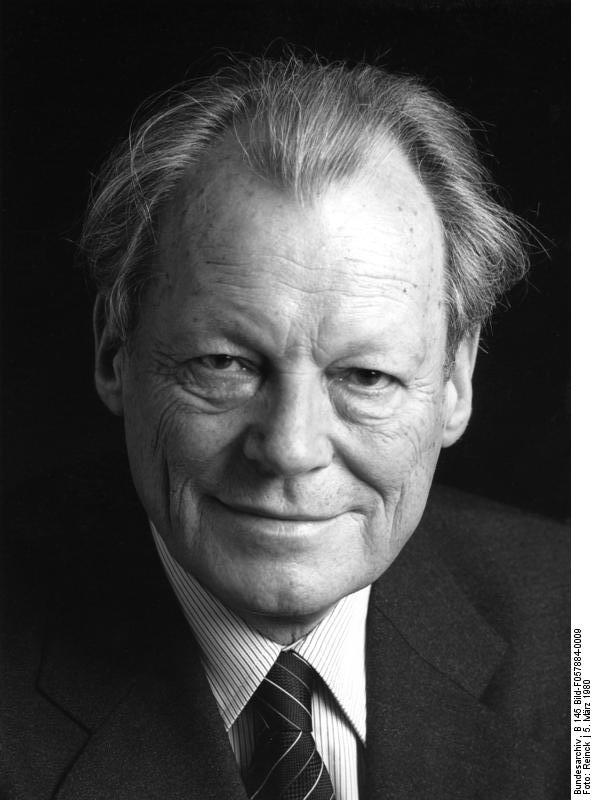 Bundesarchiv, B 145 Bild-F057884-0009
Foto: Reineck | 5. März 1980